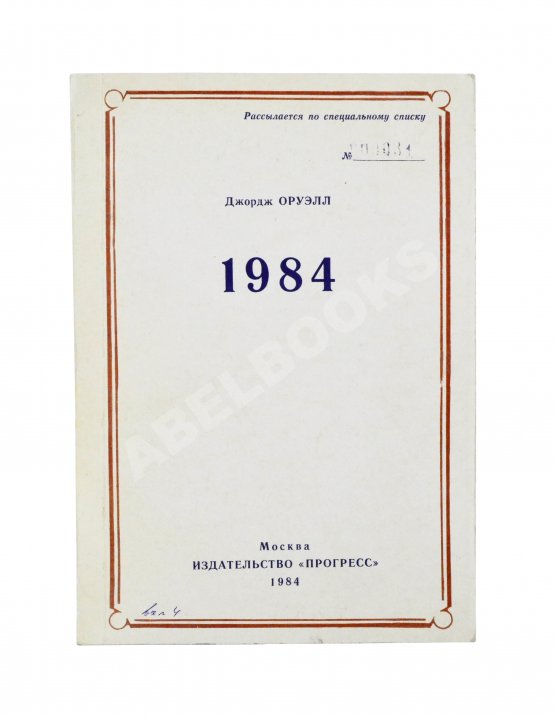 Рассылается по специальному списку
№
Джордж ОРУЭЛЛ
1984
ABELBOOKS
Москва
ИЗДАТЕЛЬСТВО «ПРОГРЕСС»
1984